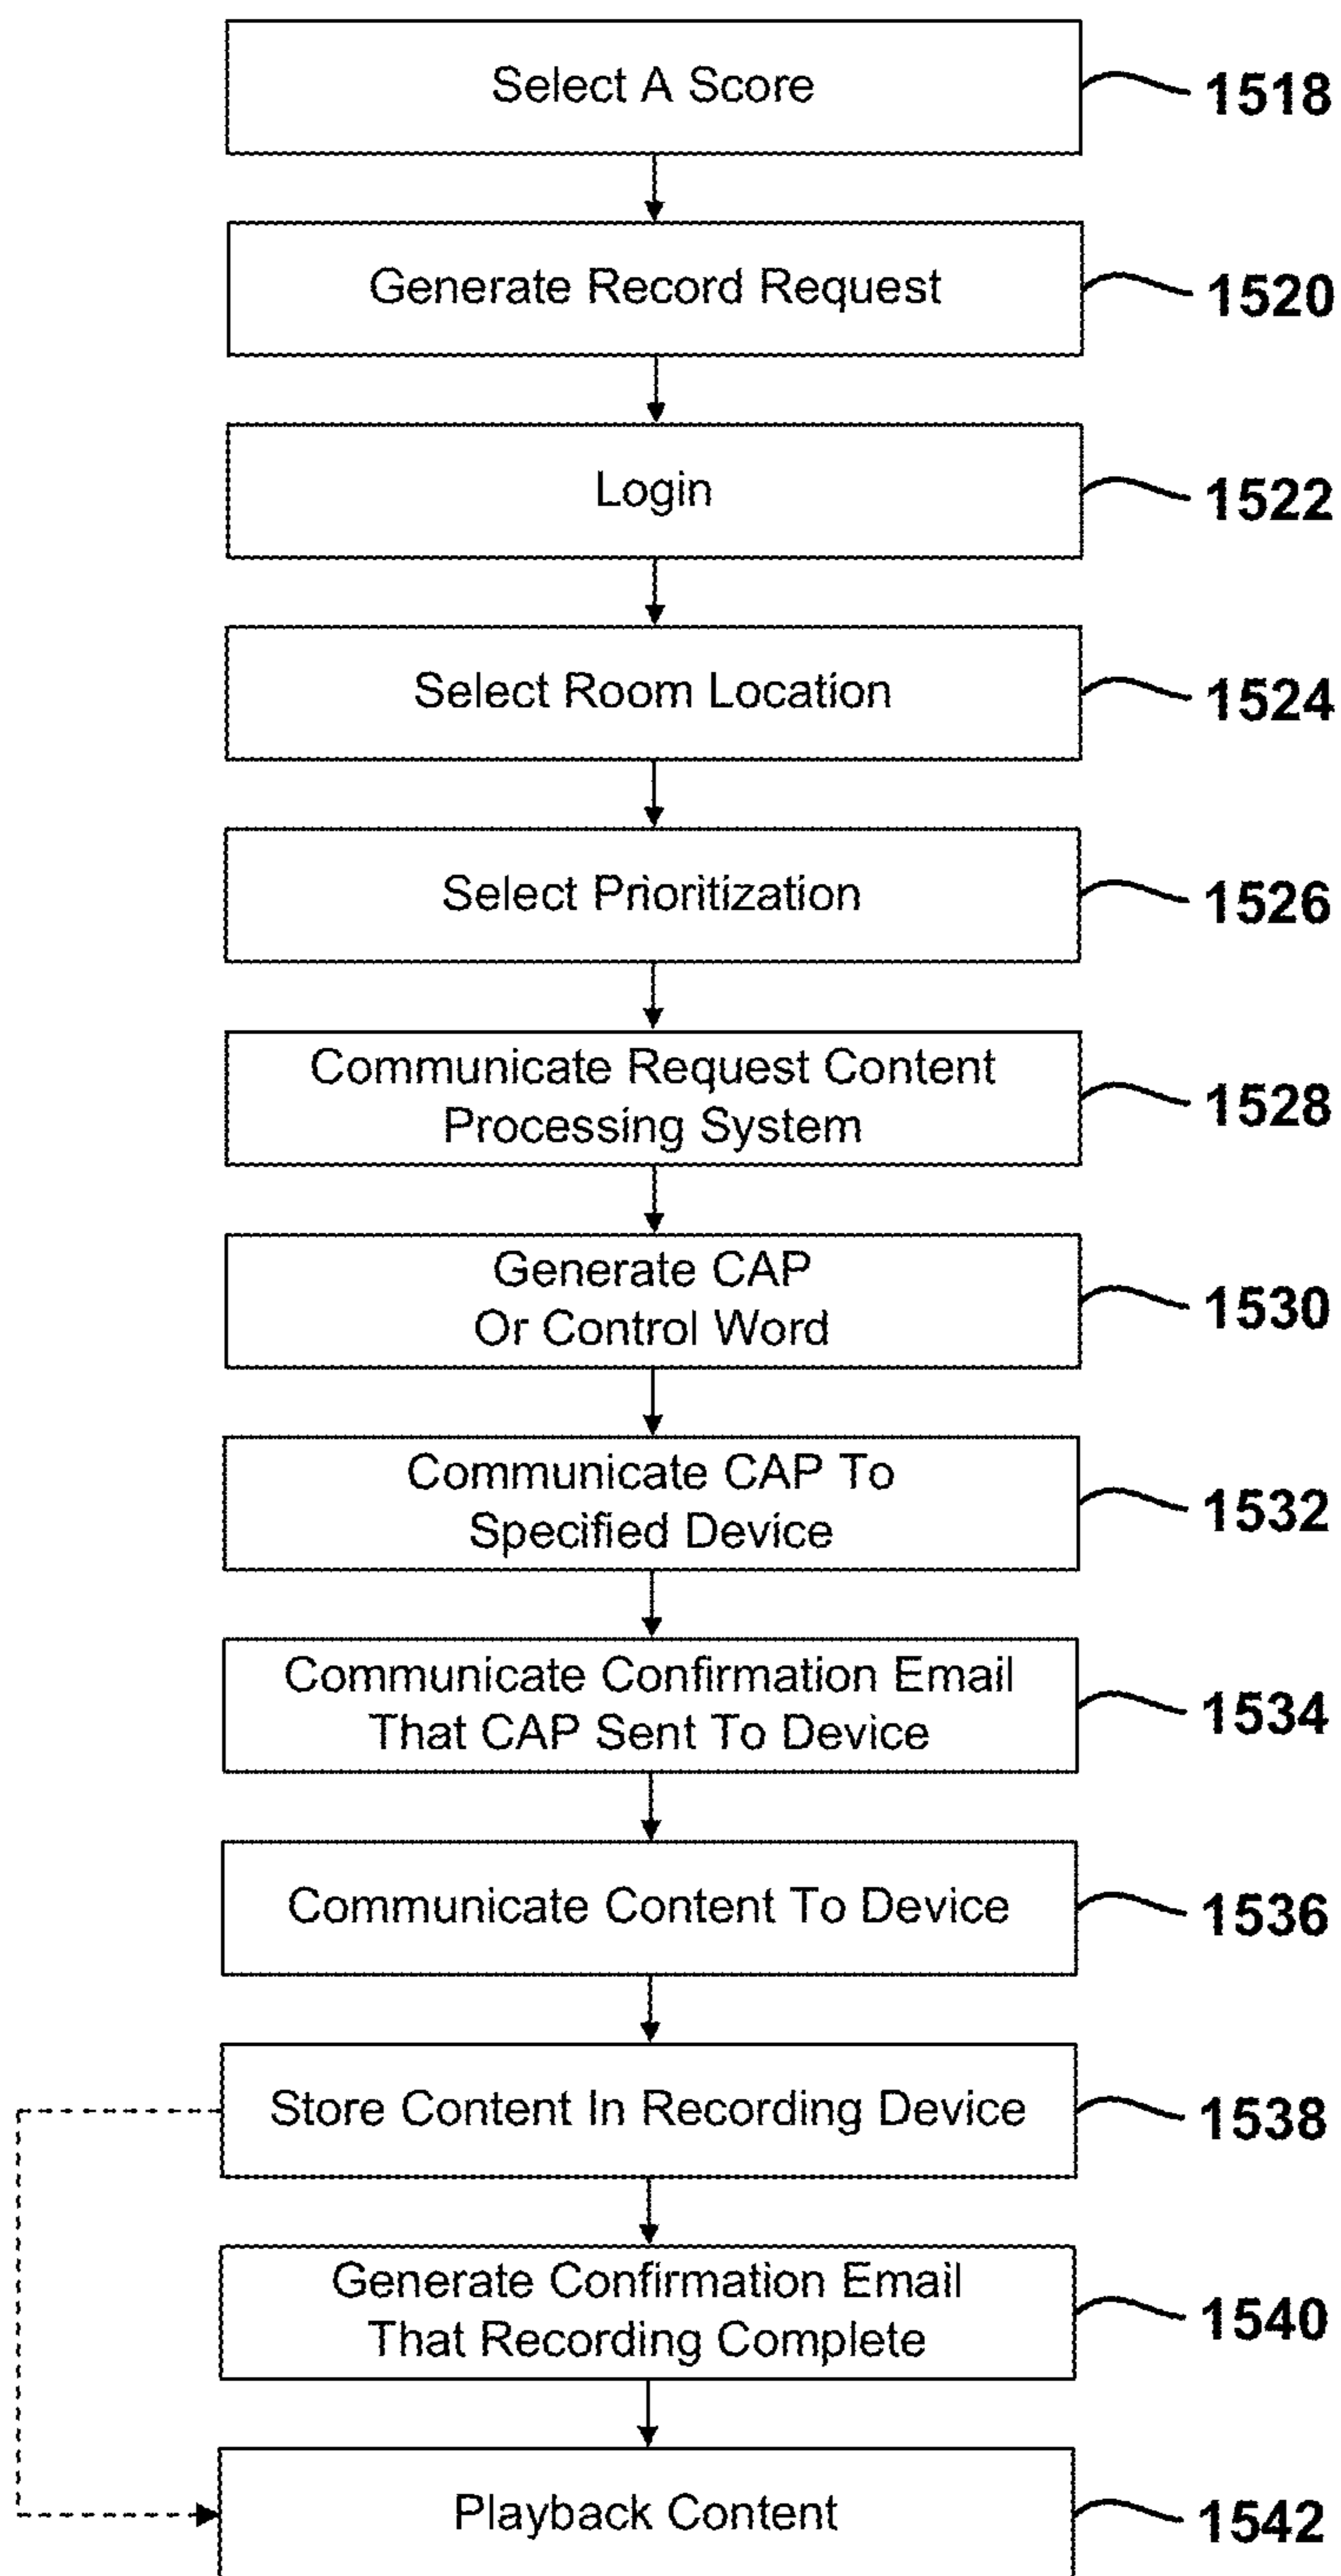 Select A Score
1518
Generate Record Request
1520
Login
1522
Select Room Location
1524
Select Prioritization
1526
Communicate Request Content
Processing System
1528
Generate CAP
Or Control Word
1530
Communicate CAP To
Specified Device
1532
Communicate Confirmation Email
That CAP Sent To Device
1534
Communicate Content To Device
1536
Store Content In Recording Device
1538
Generate Confirmation Email
That Recording Complete
1540
Playback Content
1542